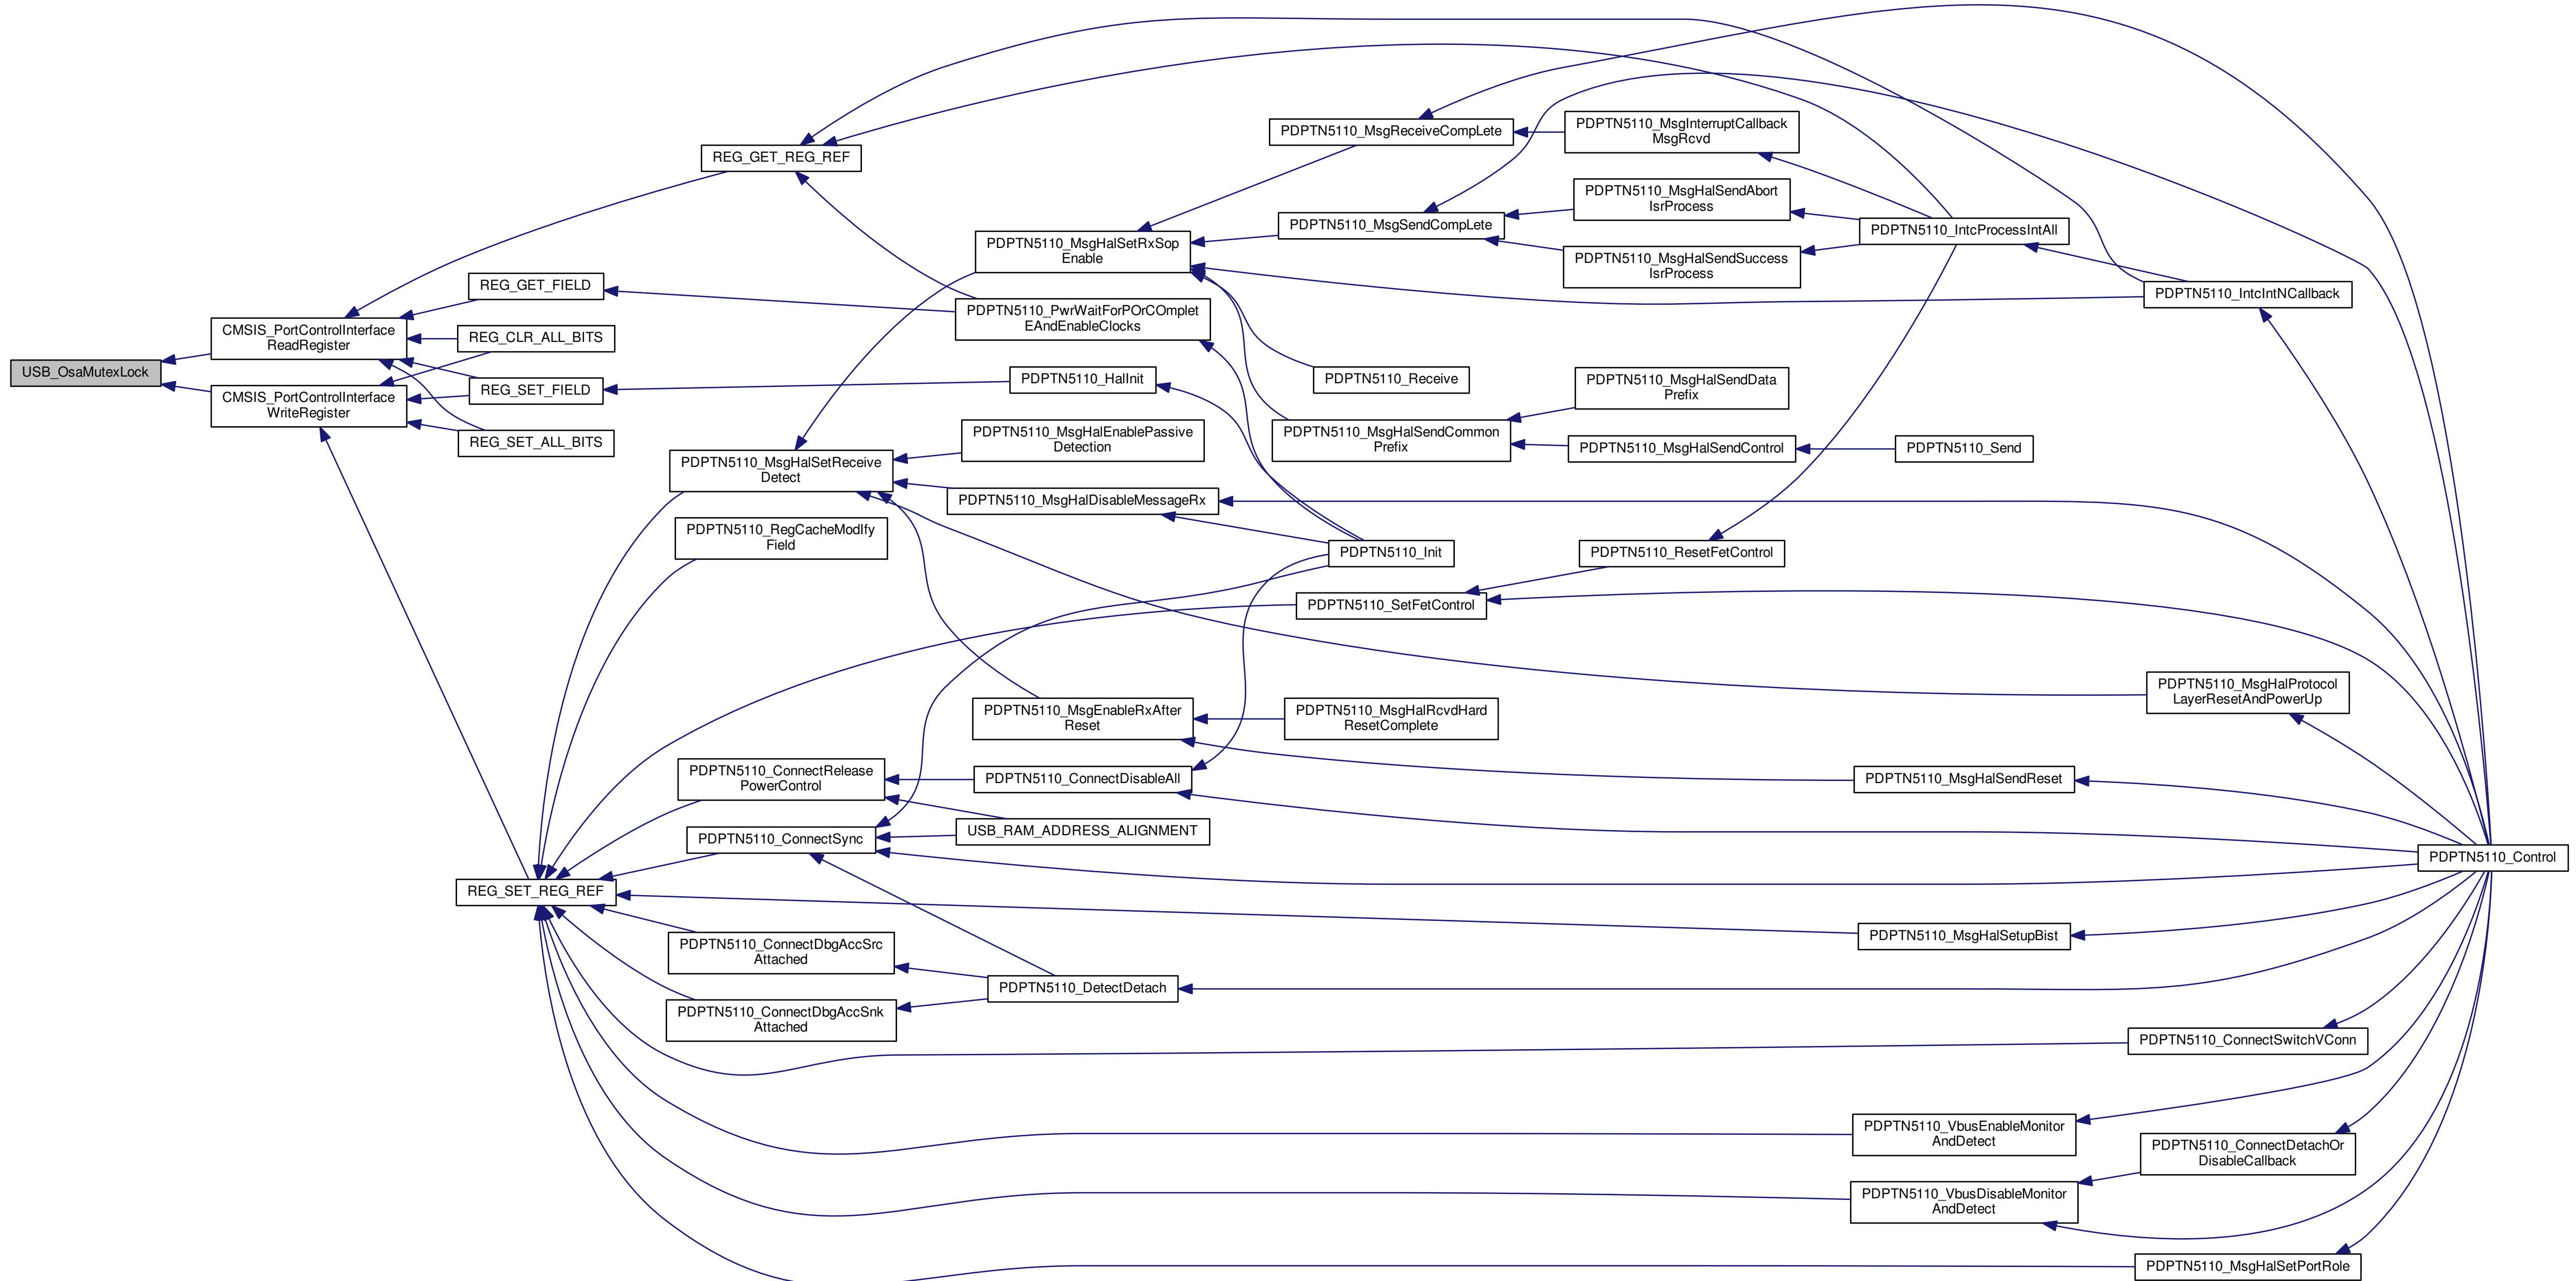 USB_OsaMutexLock
CMSIS_PortControlInterface
ReadRegister
CMSIS_PortControlInterface
WriteRegister
REG_GET_FIELD
REG_CLR_ALL_BITS
REG_SET_FIELD
REG_SET_ALL_BITS
REG_SET_REG_REF
REG_GET_REG_REF
PDPTN5110_MsgHalSetReceive
Detect
PDPTN5110_RegCacheModIfy
Field
PDPTN5110_ConnectRelease
PowerControl
PDPTN5110_ConnectSync
PDPTN5110_ConnectDbgAccSrc
Attached
PDPTN5110_ConnectDbgAccSnk
Attached
PDPTN5110_MsgHalSetRxSop
Enable
PDPTN5110_PwrWaitForPOrCOmplet
EAndEnableClocks
PDPTN5110_HalInit
PDPTN5110_MsgHalEnablePassive
Detection
PDPTN5110_MsgHalDisableMessageRx
PDPTN5110_MsgEnableRxAfter
Reset
PDPTN5110_ConnectDisableAll
USB_RAM_ADDRESS_ALIGNMENT
PDPTN5110_DetectDetach
PDPTN5110_MsgReceiveCompLete
PDPTN5110_MsgSendCompLete
PDPTN5110_Receive
PDPTN5110_MsgHalSendCommon
Prefix
PDPTN5110_Init
PDPTN5110_SetFetControl
PDPTN5110_MsgHalRcvdHard
ResetComplete
PDPTN5110_MsgInterruptCallback
MsgRcvd
PDPTN5110_MsgHalSendAbort
IsrProcess
PDPTN5110_MsgHalSendSuccess
IsrProcess
PDPTN5110_MsgHalSendData
Prefix
PDPTN5110_MsgHalSendControl
PDPTN5110_ResetFetControl
PDPTN5110_IntcProcessIntAll
PDPTN5110_Send
PDPTN5110_MsgHalSendReset
PDPTN5110_MsgHalSetupBist
PDPTN5110_VbusEnableMonitor
AndDetect
PDPTN5110_VbusDisableMonitor
AndDetect
PDPTN5110_IntcIntNCallback
PDPTN5110_MsgHalProtocol
LayerResetAndPowerUp
PDPTN5110_ConnectSwitchVConn
PDPTN5110_ConnectDetachOr
DisableCallback
PDPTN5110_MsgHalSetPortRole
PDPTN5110_Control